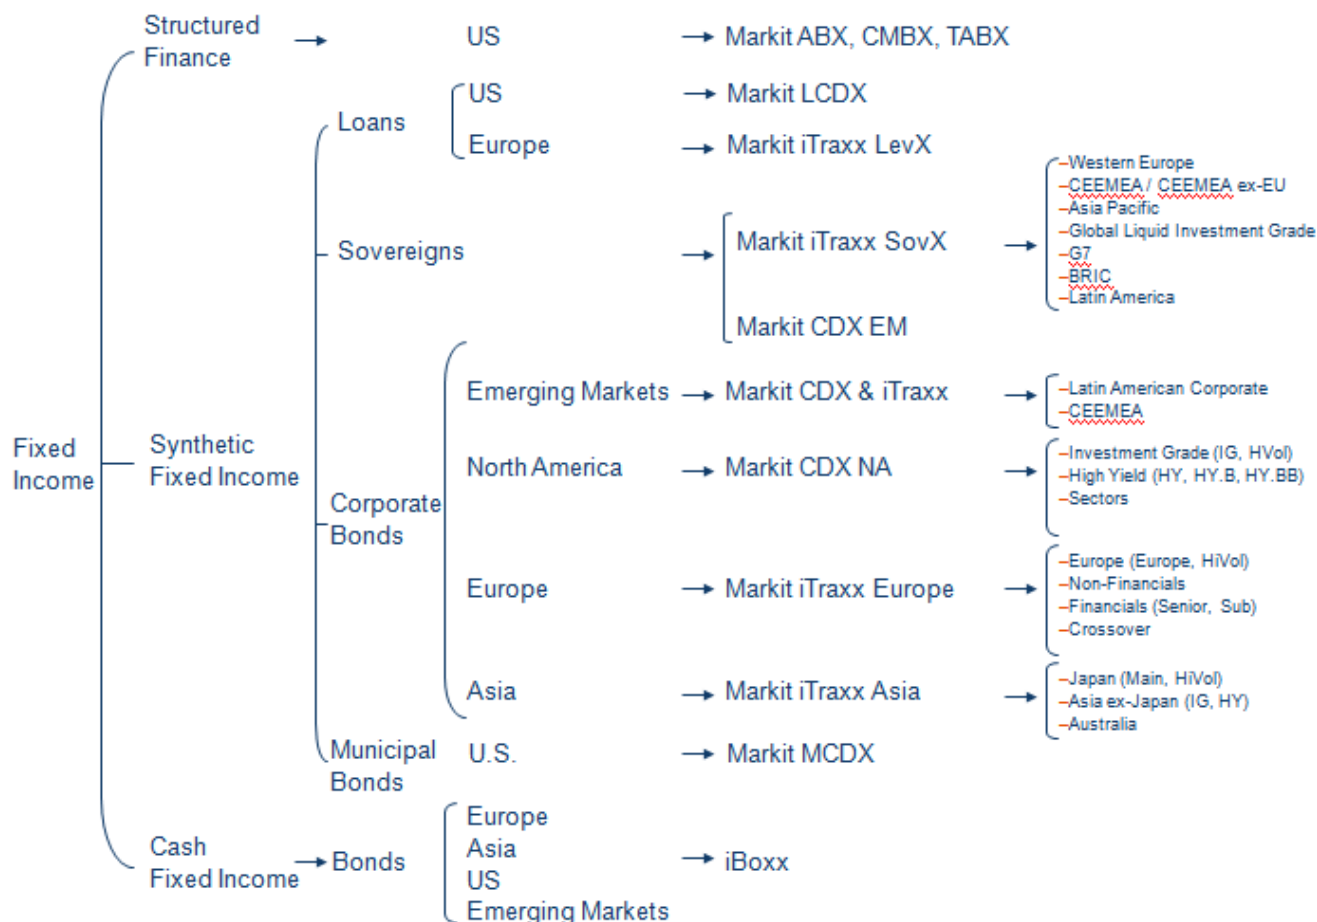 Structured
Finance
US
Markit ABX, CMBX, TABX
Loans
US
Markit LCDX
Europe
Markit iTraxx LevX
Sovereigns
Markit iTraxx SovX
–Western Europe
–CEEMEA / CEEMEA ex-EU
–Asia Pacific
–Global Liquid Investment Grade
–G7
–BRIC
–Latin America
Markit CDX EM
Fixed
Income
Synthetic
Fixed Income
Corporate
Bonds
Emerging Markets
Markit CDX & iTraxx
–Latin American Corporate
–CEEMEA
North America
Markit CDX NA
–Investment Grade (IG, HVol)
–High Yield (HY, HY.B, HY.BB)
–Sectors
Europe
Markit iTraxx Europe
–Europe (Europe, HiVol)
–Non-Financials
–Financials (Senior, Sub)
–Crossover
Asia
Markit iTraxx Asia
–Japan (Main, HiVol)
–Asia ex-Japan (IG, HY)
–Australia
Municipal
Bonds
U.S.
Markit MCDX
Cash
Fixed Income
Bonds
Europe
Asia
US
Emerging Markets
iBoxx